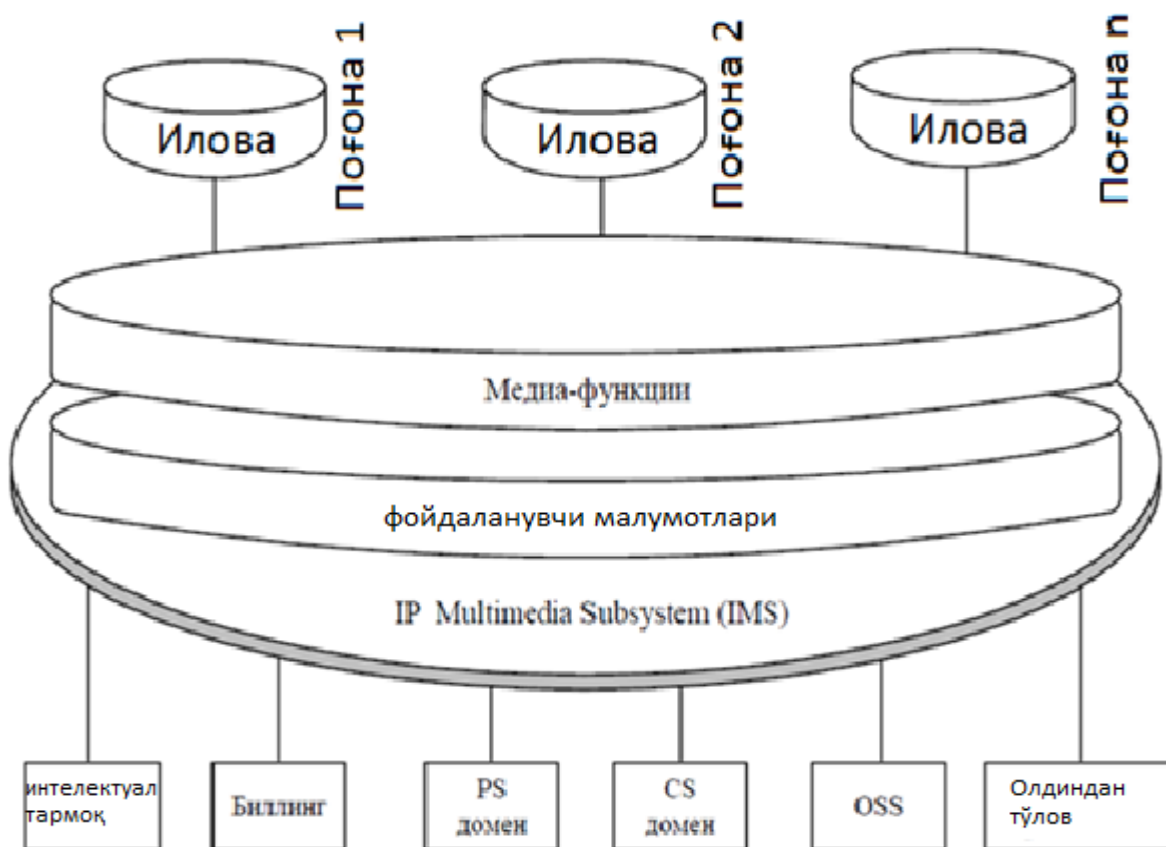 Илова
Поғона 1
Илова
Поғона 2
Илова
Поғона n
Медиа-функции
фойдаланувчи малумотлари
IP Multimedia Subsystem (IMS)
интелектуал
тармоқ
Биллинг
PS
домен
CS
домен
OSS
Олдиндан
тўлов